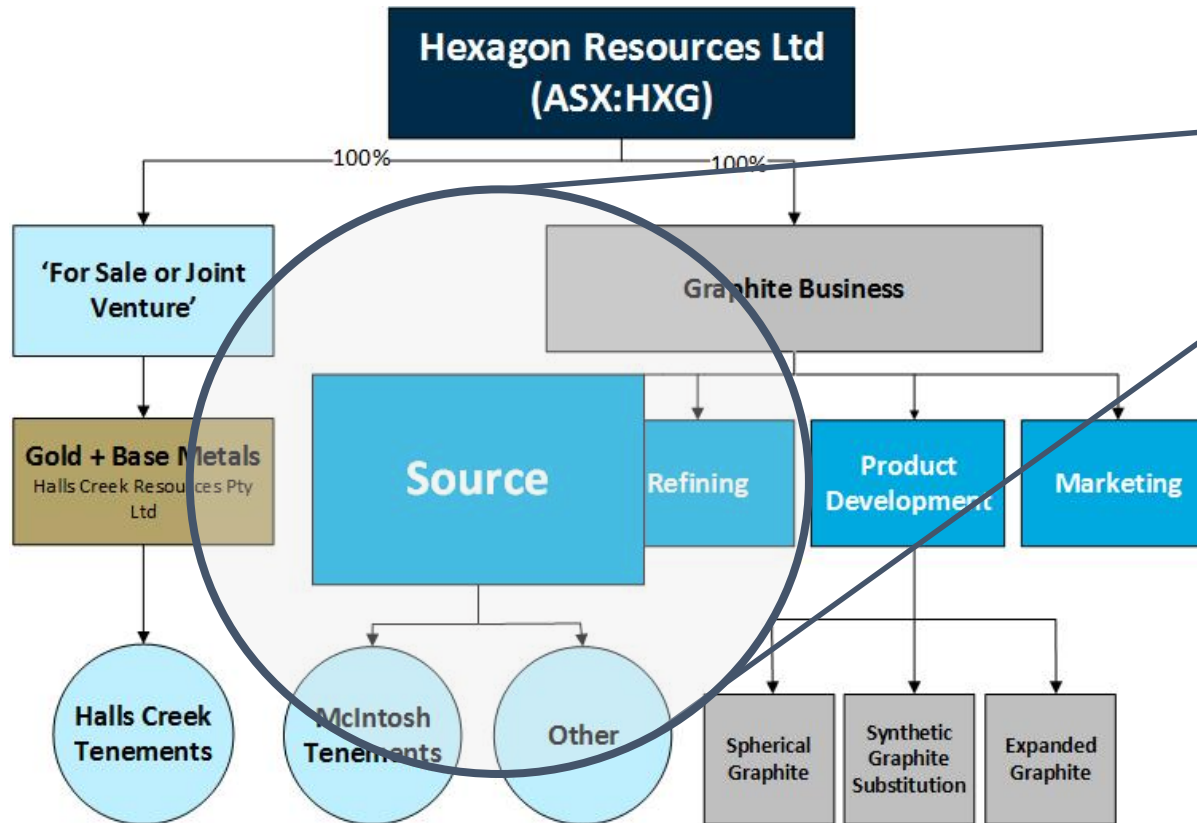 Hexagon Resources Ltd
(ASX:HXG)
100%
100%
'For Sale or Joint
Venture'
Graphite Business
Gold + Base Metals
Halls Creek Resources Pty
Ltd
Source
Refining
Product
Development
Marketing
Halls Creek
Tenements
McIntosh
Tenements
Other
Spherical
Graphite
Synthetic
Graphite
Substitution
Expanded
Graphite